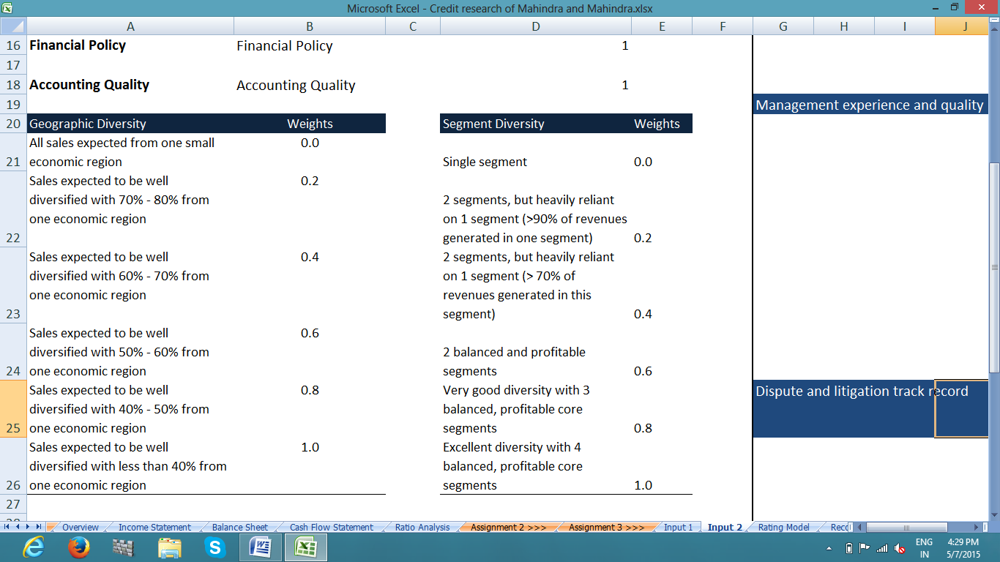 Microsoft Excel - Credit research of Mahindra and Mahindra.xlsx
A B C D E F G H I J
16 Financial Policy Financial Policy 1
17
18 Accounting Quality Accounting Quality 1
19 Management experience and quality
20 Geographic Diversity Weights Segment Diversity Weights
All sales expected from one small 0.0
21 economic region Single segment 0.0
Sales expected to be well 0.2
diversified with 70% - 80% from 2 segments, but heavily reliant
one economic region on 1 segment (>90% of revenues
22 generated in one segment) 0.2
Sales expected to be well 0.4 2 segments, but heavily reliant
diversified with 60% - 70% from on 1 segment (> 70% of
one economic region revenues generated in this
23 segment) 0.4
Sales expected to be well 0.6
diversified with 50% - 60% from 2 balanced and profitable
24 one economic region segments 0.6
Sales expected to be well 0.8 Very good diversity with 3 Dispute and litigation track record
diversified with 40% - 50% from balanced, profitable core
25 one economic region segments 0.8
Sales expected to be well 1.0 Excellent diversity with 4
diversified with less than 40% from balanced, profitable core
26 one economic region segments 1.0
27
Overview Income Statement Balance Sheet Cash Flow Statement Ratio Analysis Assignment 2 >>> Assignment 3 >>> Input 1 Input 2 Rating Model
ENG 4:29 PM
IN 5/7/2015